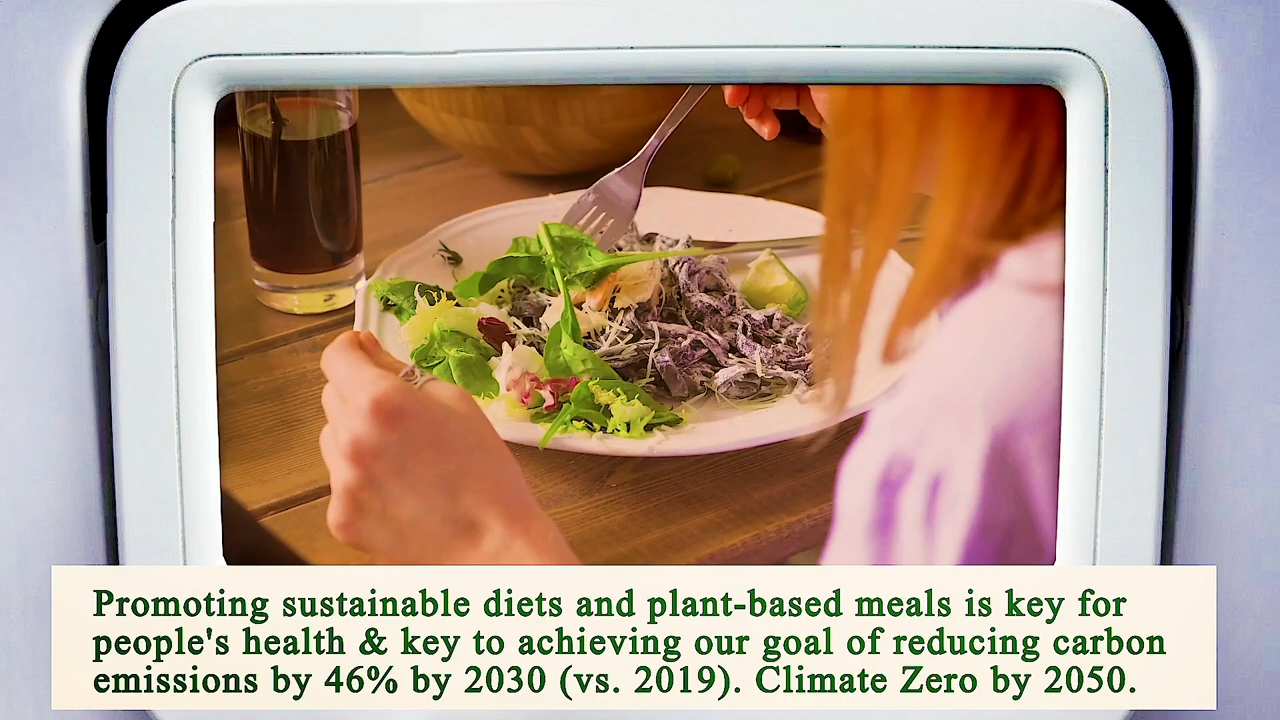 Promoting sustainable diets and plant-based meals is key for
people's health & key to achieving our goal of reducing carbon
emissions by 46% by 2030 (vs. 2019). Climate Zero by 2050.